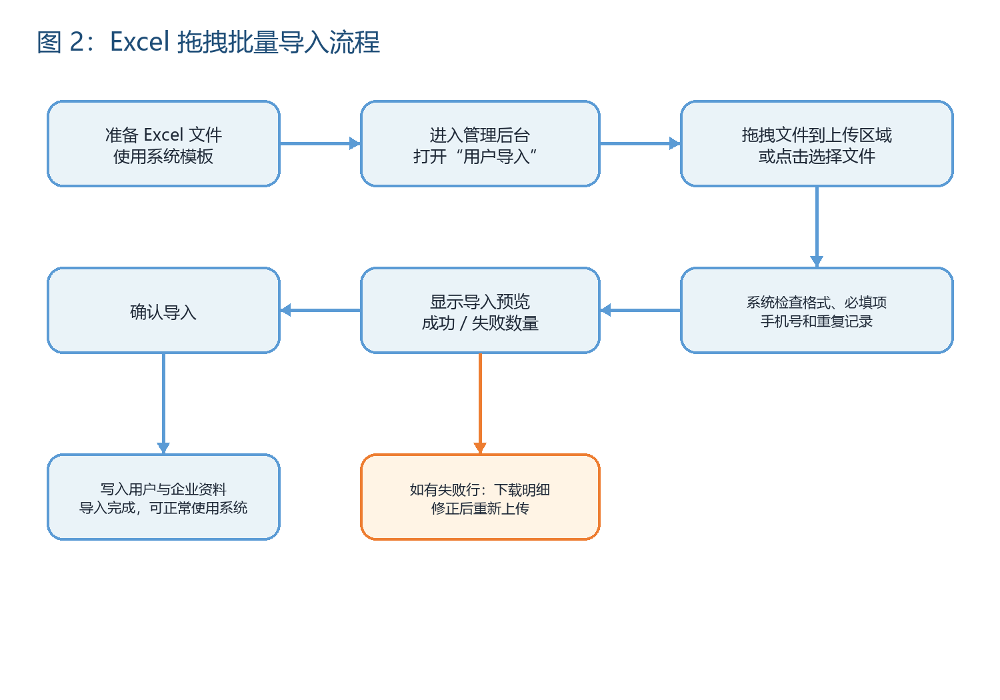 图 2：Excel 拖拽批量导入流程
准备 Excel 文件
使用系统模板
进入管理后台
打开“用户导入”
拖拽文件到上传区域
或点击选择文件
确认导入
显示导入预览
成功 / 失败数量
系统检查格式、必填项
手机号和重复记录
写入用户与企业资料
导入完成，可正常使用系统
如有失败行：下载明细
修正后重新上传